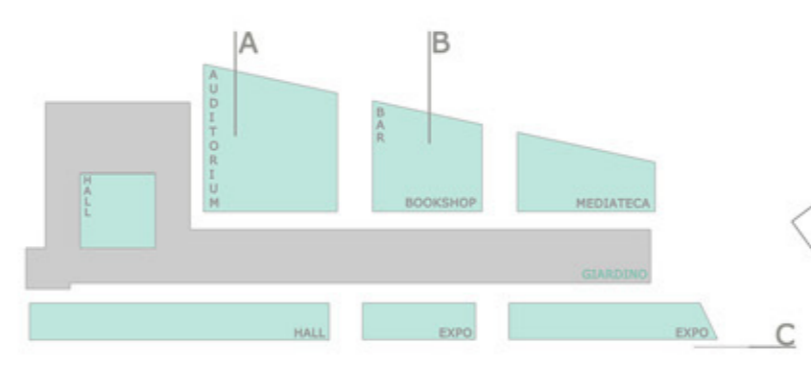 A
B
AUDITORIUM
BAR
HALL
BOOKSHOP
MEDIATECA
GIARDINO
HALL
EXPO
EXPO
C